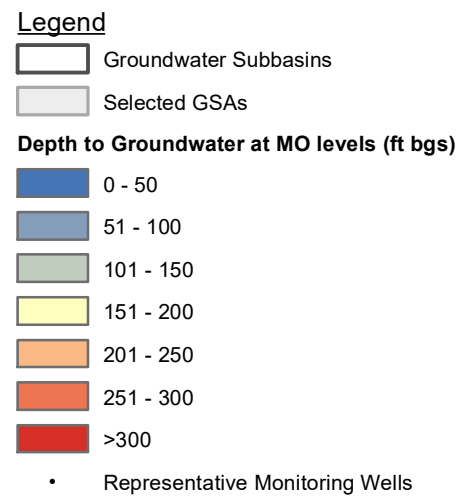 Legend
Groundwater Subbasins
Selected GSAs
Depth to Groundwater at MO levels (ft bgs)
0 - 50
51 - 100
101 - 150
151 - 200
201 - 250
251 - 300
>300
Representative Monitoring Wells